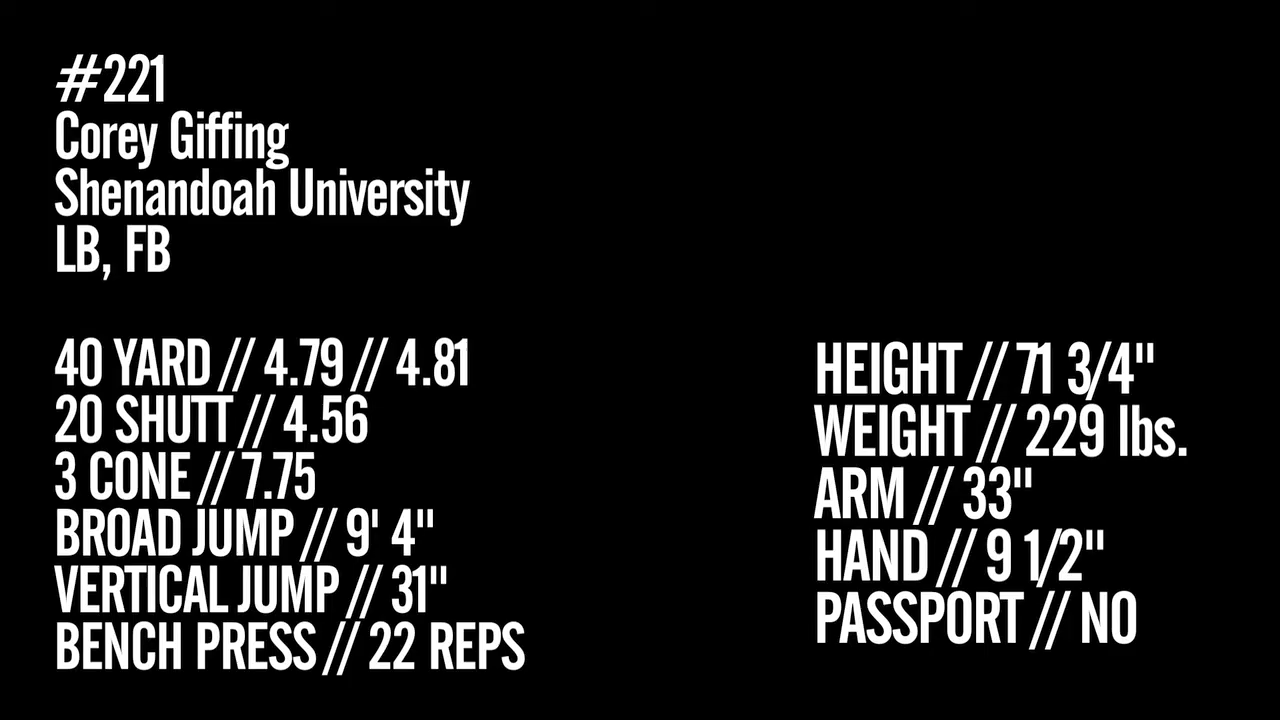 #221
Corey Giffing
Shenandoah University
LB, FB
40 YARD // 4.79 // 4.81
20 SHUTT // 4.56
3 CONE // 7.75
BROAD JUMP // 9' 4"
VERTICAL JUMP // 31"
BENCH PRESS // 22 REPS
HEIGHT // 71 3/4"
WEIGHT // 229 lbs.
ARM // 33"
HAND // 9 1/2"
PASSPORT // NO